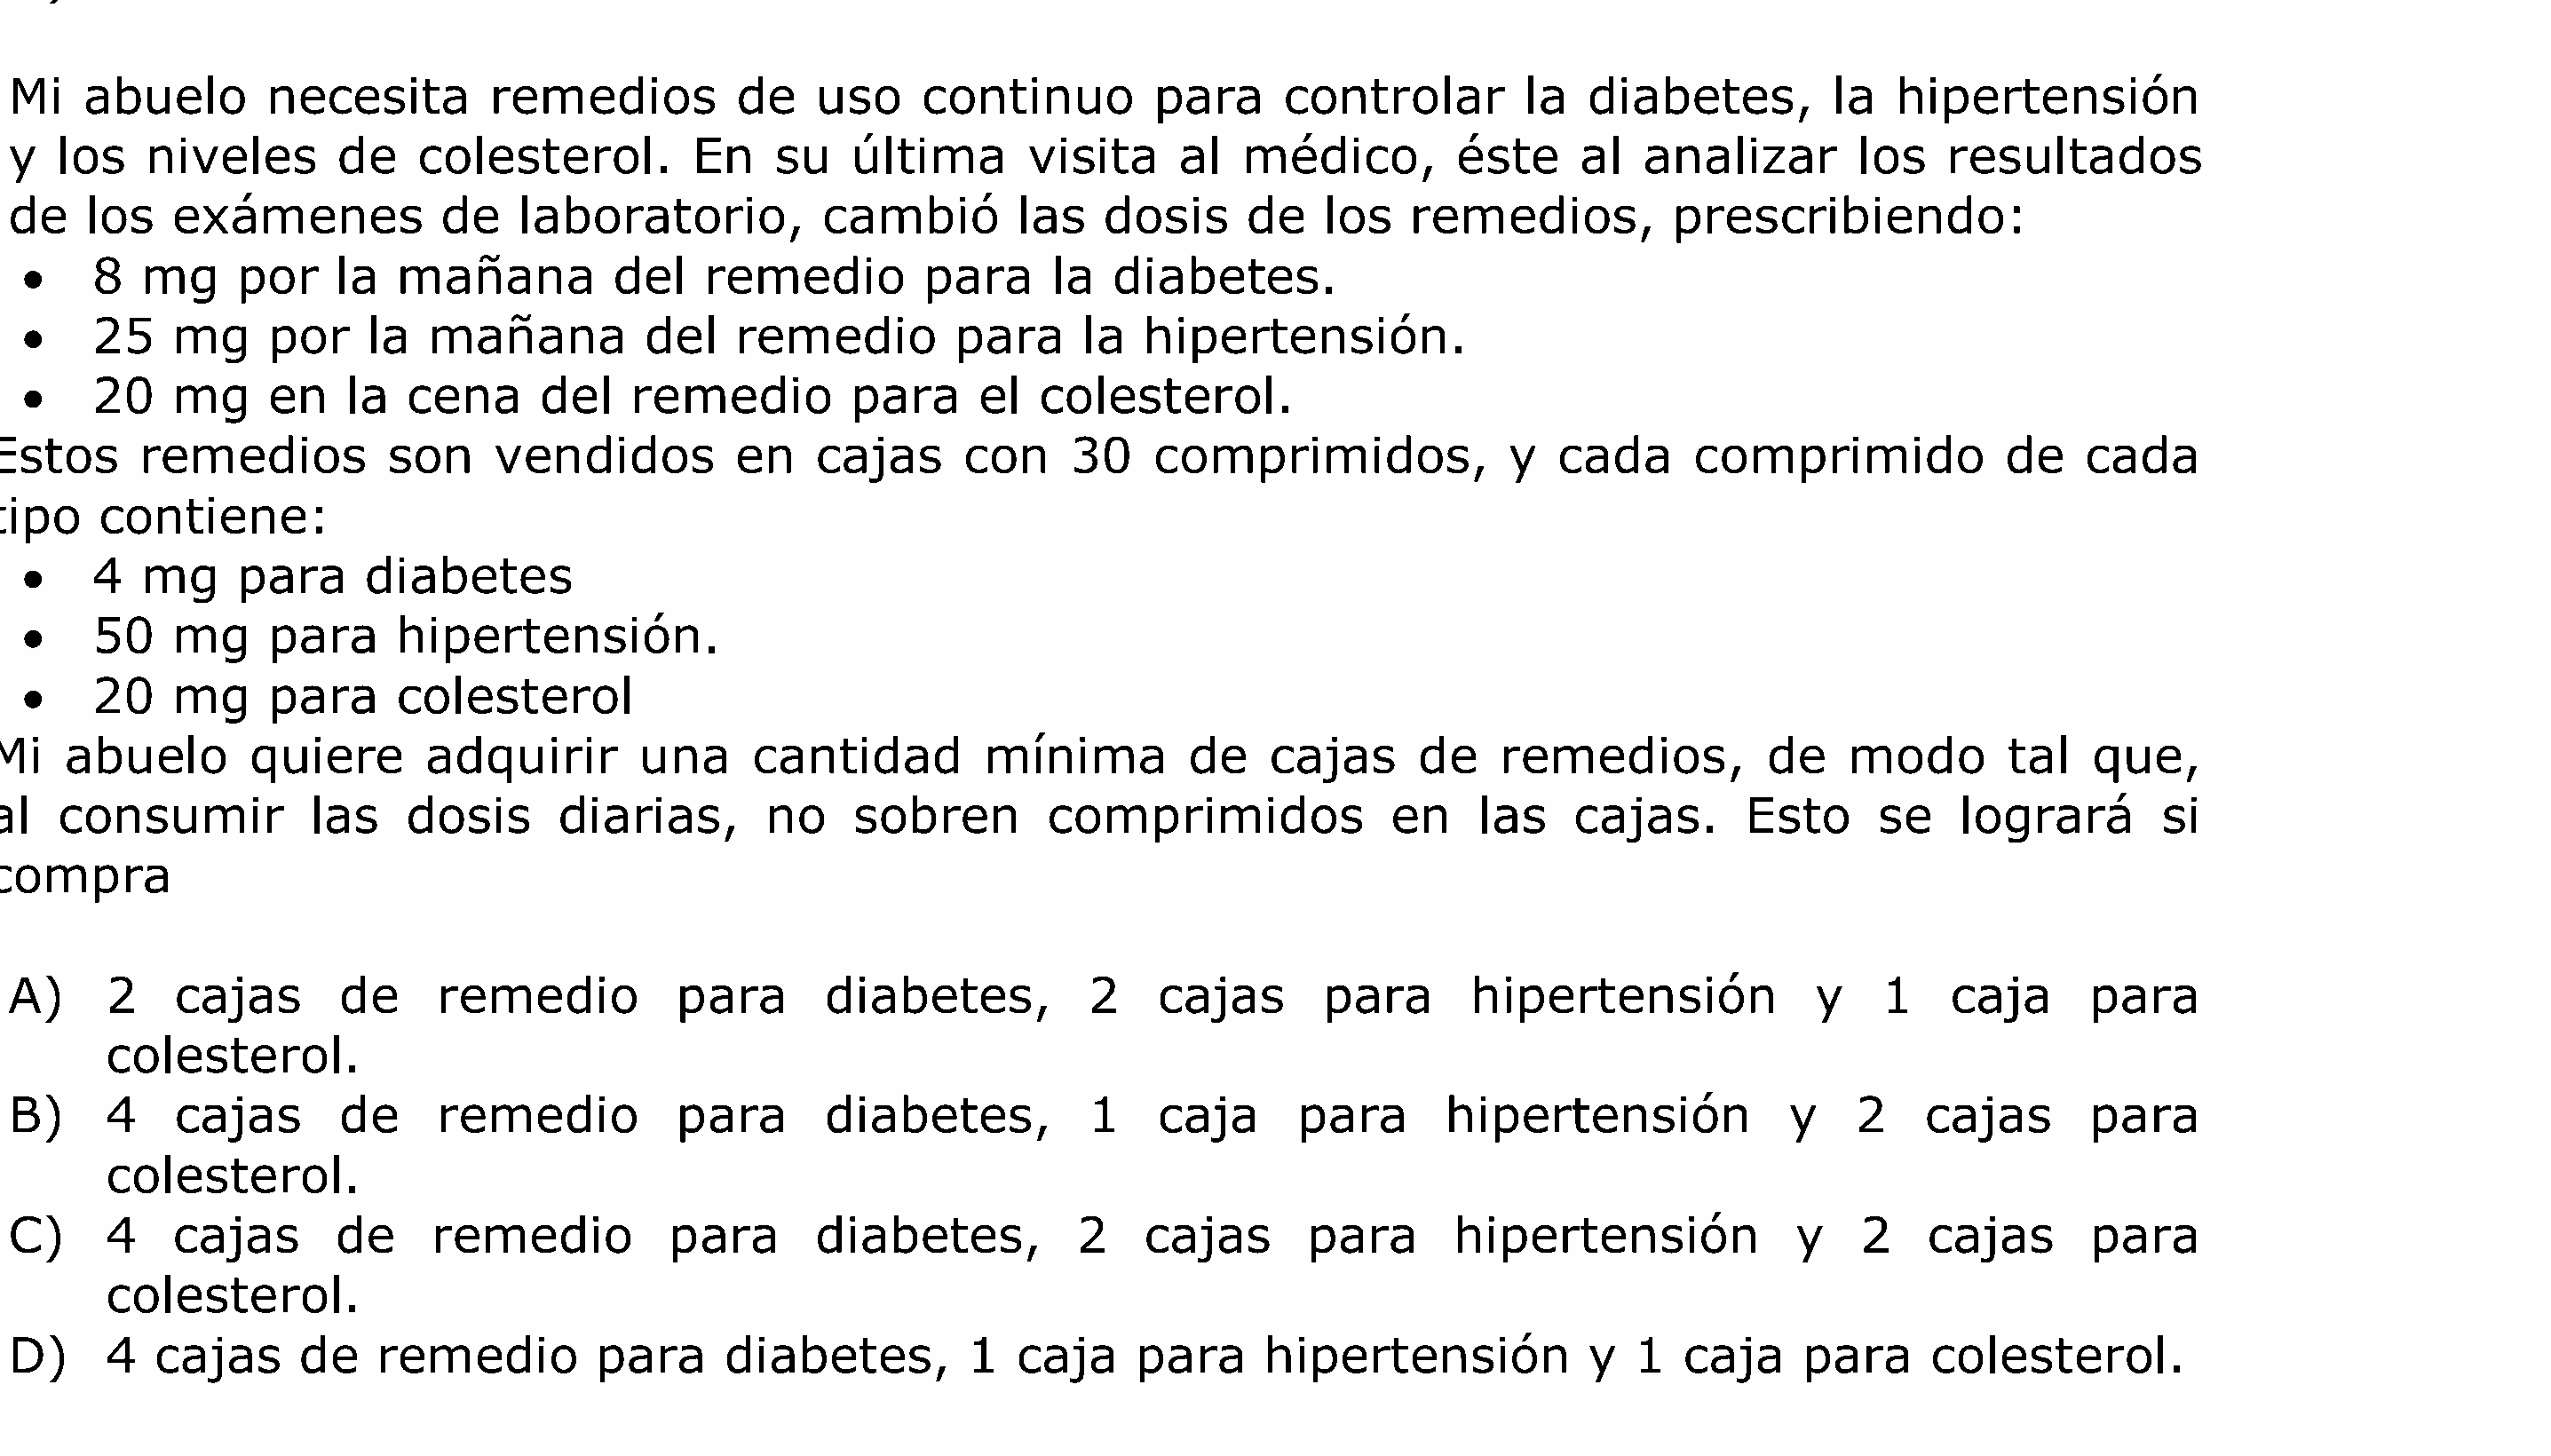 Mi abuelo necesita remedios de uso continuo para controlar la diabetes, la hipertensión
y los niveles de colesterol. En su última visita al médico, éste al analizar los resultados
de los exámenes de laboratorio, cambió las dosis de los remedios, prescribiendo:
• 8 mg por la mañana del remedio para la diabetes.
• 25 mg por la mañana del remedio para la hipertensión.
• 20 mg en la cena del remedio para el colesterol.
Estos remedios son vendidos en cajas con 30 comprimidos, y cada comprimido de cada
tipo contiene:
• 4 mg para diabetes
• 50 mg para hipertensión.
• 20 mg para colesterol
Mi abuelo quiere adquirir una cantidad mínima de cajas de remedios, de modo tal que,
al consumir las dosis diarias, no sobren comprimidos en las cajas. Esto se logrará si
compra
A) 2 cajas de remedio para diabetes, 2 cajas para hipertensión y 1 caja para
colesterol.
B) 4 cajas de remedio para diabetes, 1 caja para hipertensión y 2 cajas para
colesterol.
C) 4 cajas de remedio para diabetes, 2 cajas para hipertensión y 2 cajas para
colesterol.
D) 4 cajas de remedio para diabetes, 1 caja para hipertensión y 1 caja para colesterol.